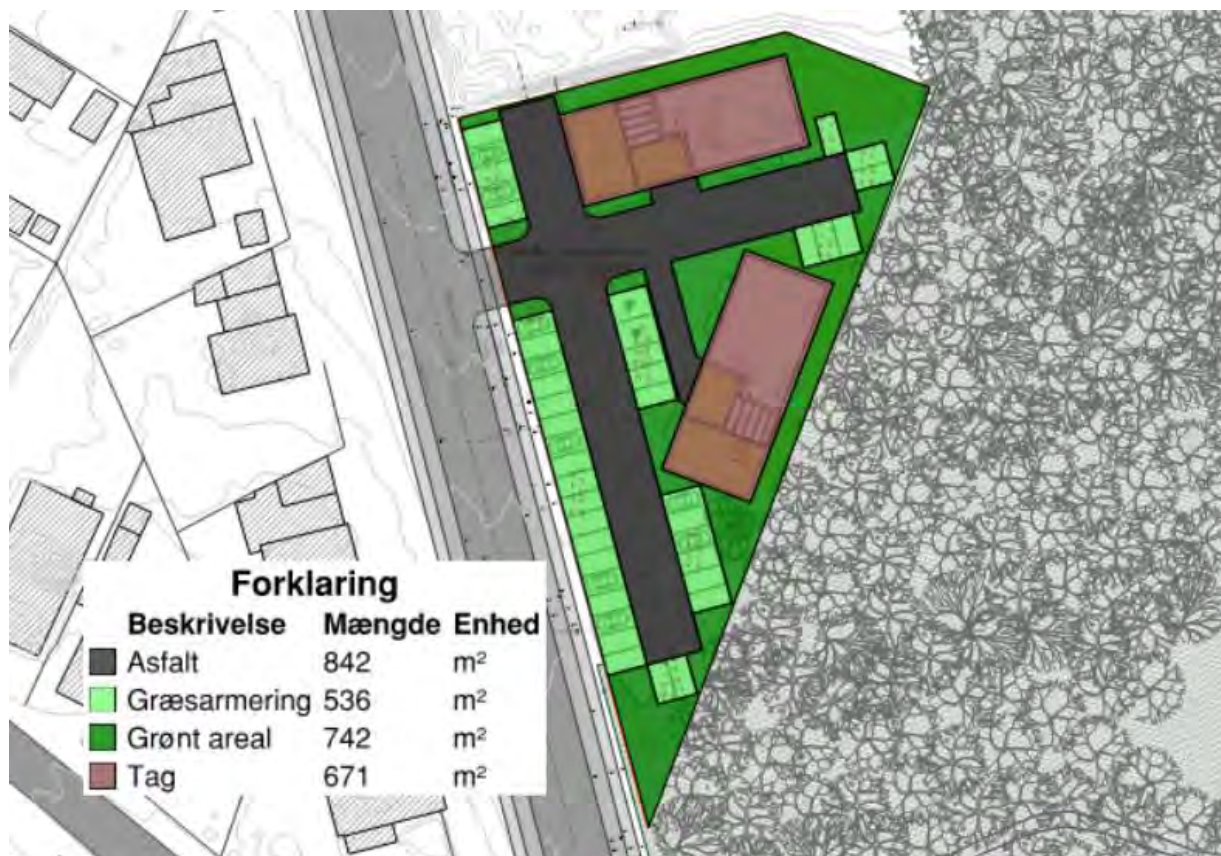 Forklaring
Beskrivelse Mængde Enhed
Asfalt 842 m²
Græsarmering 536 m²
Grønt areal 742 m²
Tag 671 m²